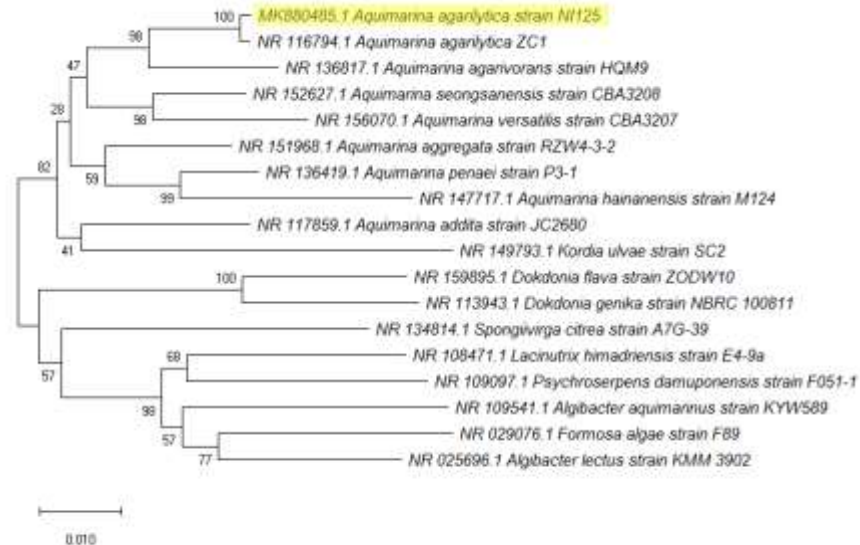 100 MK880485.1 Aquimarina agarilytica strain NI125
98 NR 116794.1 Aquimarina agarilytica ZC1
47 NR 136817.1 Aquimarina agarivorans strain HQM9
NR 152627.1 Aquimarina seongsanensis strain CBA3208
28 98 NR 156070.1 Aquimarina versatilis strain CBA3207
NR 151968.1 Aquimarina aggregata strain RZW4-3-2
82 NR 136419.1 Aquimarina penaei strain P3-1
59 99 NR 147717.1 Aquimarina hainanensis strain M124
NR 117859.1 Aquimarina addita strain JC2680
41 NR 149793.1 Kordia ulvae strain SC2
100 NR 159895.1 Dokdonia flava strain ZODW10
NR 113943.1 Dokdonia genika strain NBRC 100811
NR 134814.1 Spongiivirga citrea strain A7G-39
57 68 NR 108471.1 Lacinutrix himadriensis strain E4-9a
NR 109097.1 Psychroserpens damuponensis strain F051-1
98 NR 109541.1 Algibacter aquimarinus strain KYW589
57 NR 029076.1 Formosa algae strain F89
77 NR 025696.1 Algibacter lectus strain KMM 3902
0.010